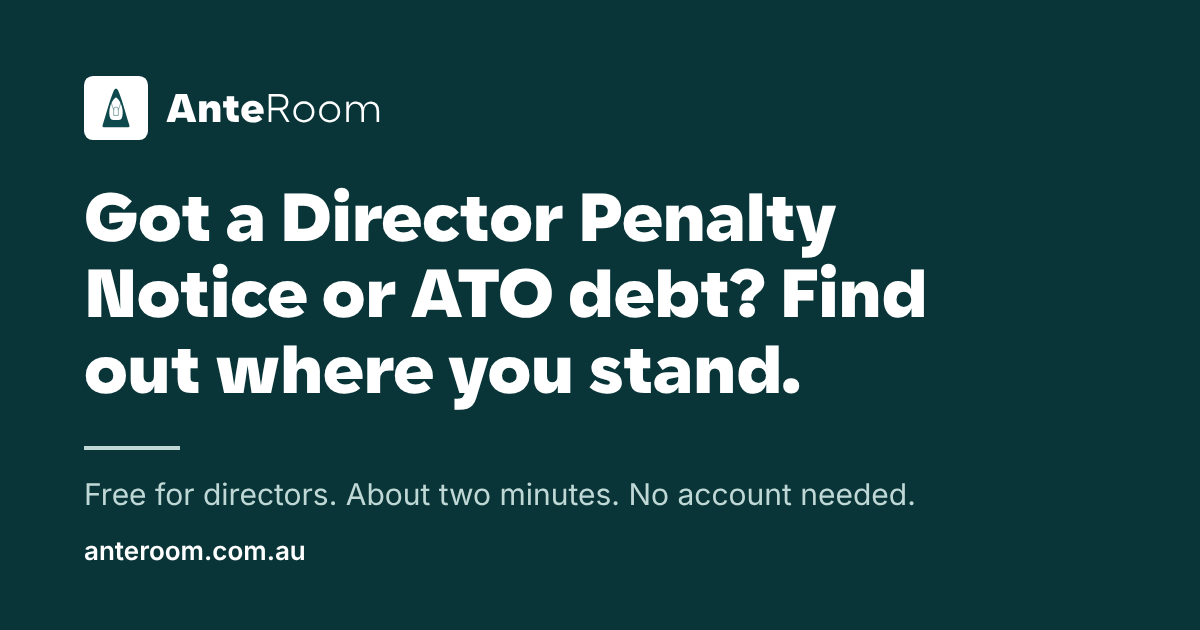 AnteRoom
Got a Director Penalty
Notice or ATO debt? Find
out where you stand.
Free for directors. About two minutes. No account needed.
anteroom.com.au